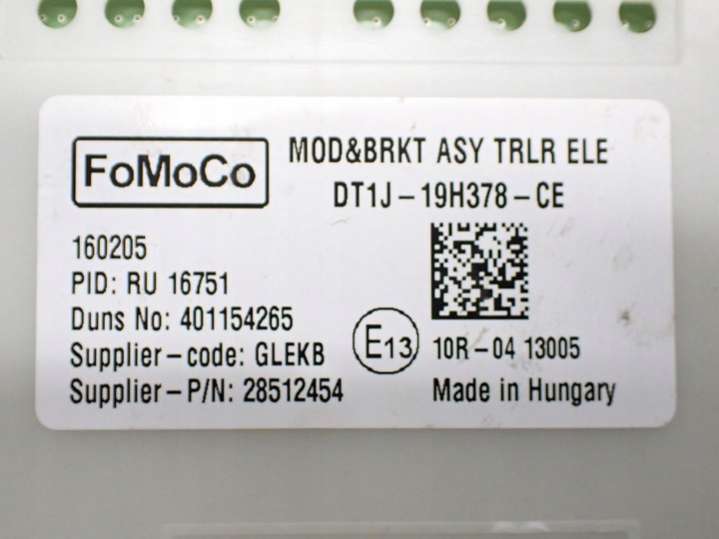 FoMoCo
MOD&BRKT ASY TRLR ELE
DT1J-19H378-CE
160205
PID: RU 16751
Duns No: 401154265
Supplier-code: GLEKB
Supplier-P/N: 28512454
E13
10R-04 13005
Made in Hungary